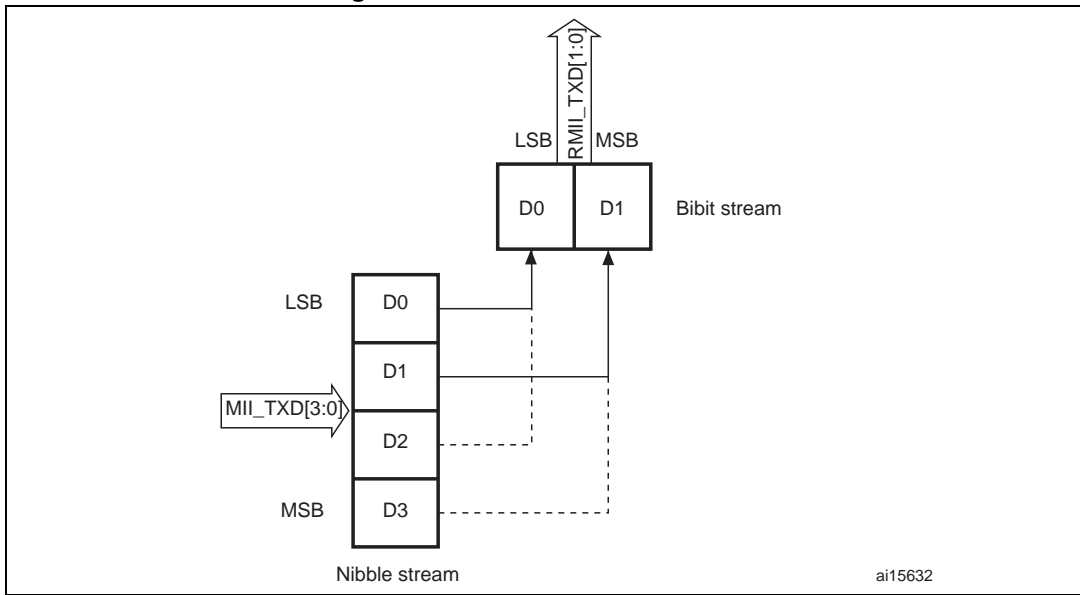 RMII_TXD[1:0]
LSB
MSB
D0
D1
Bibit stream
LSB
D0
D1
MII_TXD[3:0]
D2
MSB
D3
Nibble stream
ai15632